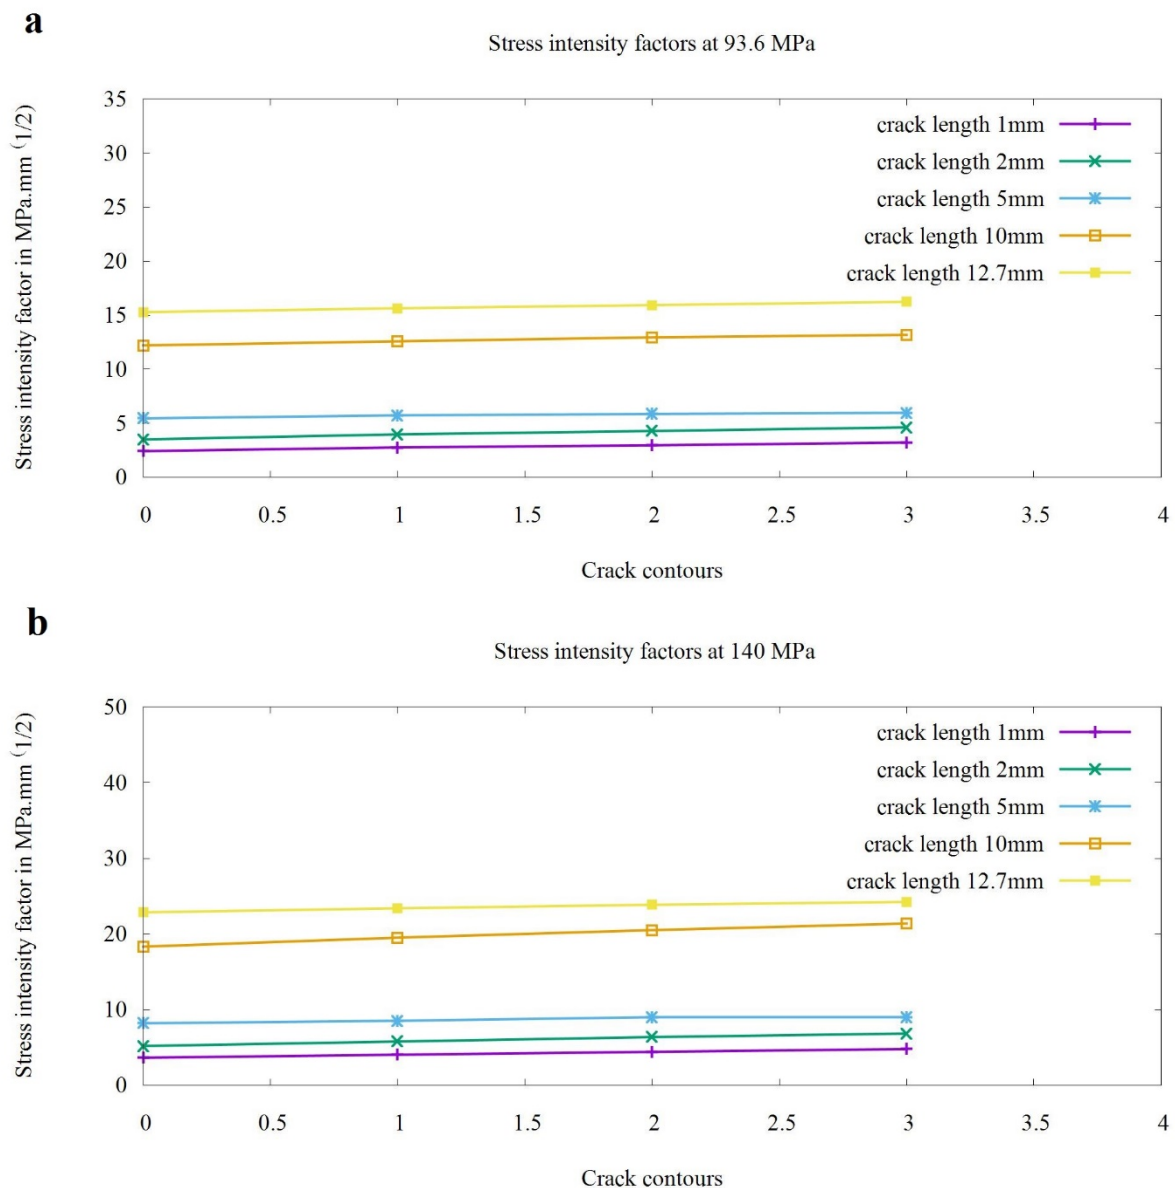 a
Stress intensity factors at 93.6 MPa
Stress intensity factor in MPa.mm (1/2)
35
30
25
20
15
10
5
0
crack length 1mm
crack length 2mm
crack length 5mm
crack length 10mm
crack length 12.7mm
0 0.5 1 1.5 2 2.5 3 3.5 4
Crack contours
b
Stress intensity factors at 140 MPa
Stress intensity factor in MPa.mm (1/2)
50
40
30
20
10
0
crack length 1mm
crack length 2mm
crack length 5mm
crack length 10mm
crack length 12.7mm
0 0.5 1 1.5 2 2.5 3 3.5 4
Crack contours